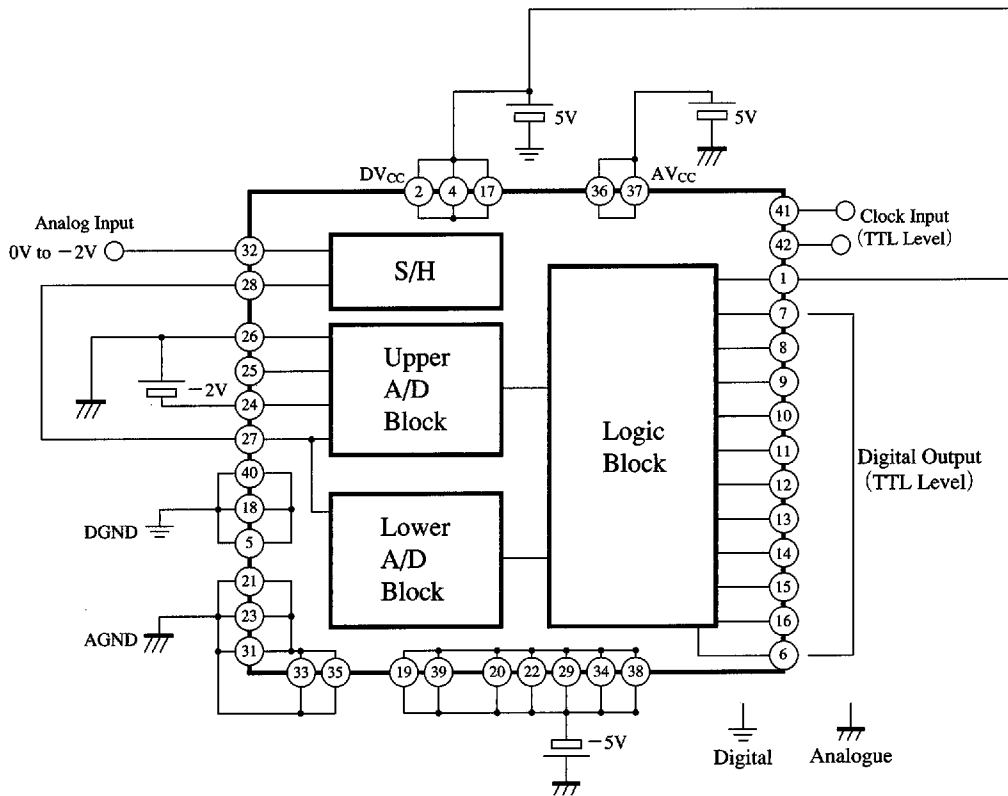 5V
5V
DVCC
2
4
17
36
37
AVCC
Analog Input
0V to −2V
32
28
S/H
41
42
Clock Input
(TTL Level)
1
7
8
9
10
11
12
13
14
15
16
6
Digital Output
(TTL Level)
26
25
24
27
−2V
Upper
A/D
Block
Logic
Block
40
18
5
DGND
Lower
A/D
Block
21
23
31
AGND
33
35
19
39
20
22
29
34
38
−5V
Digital
Analogue